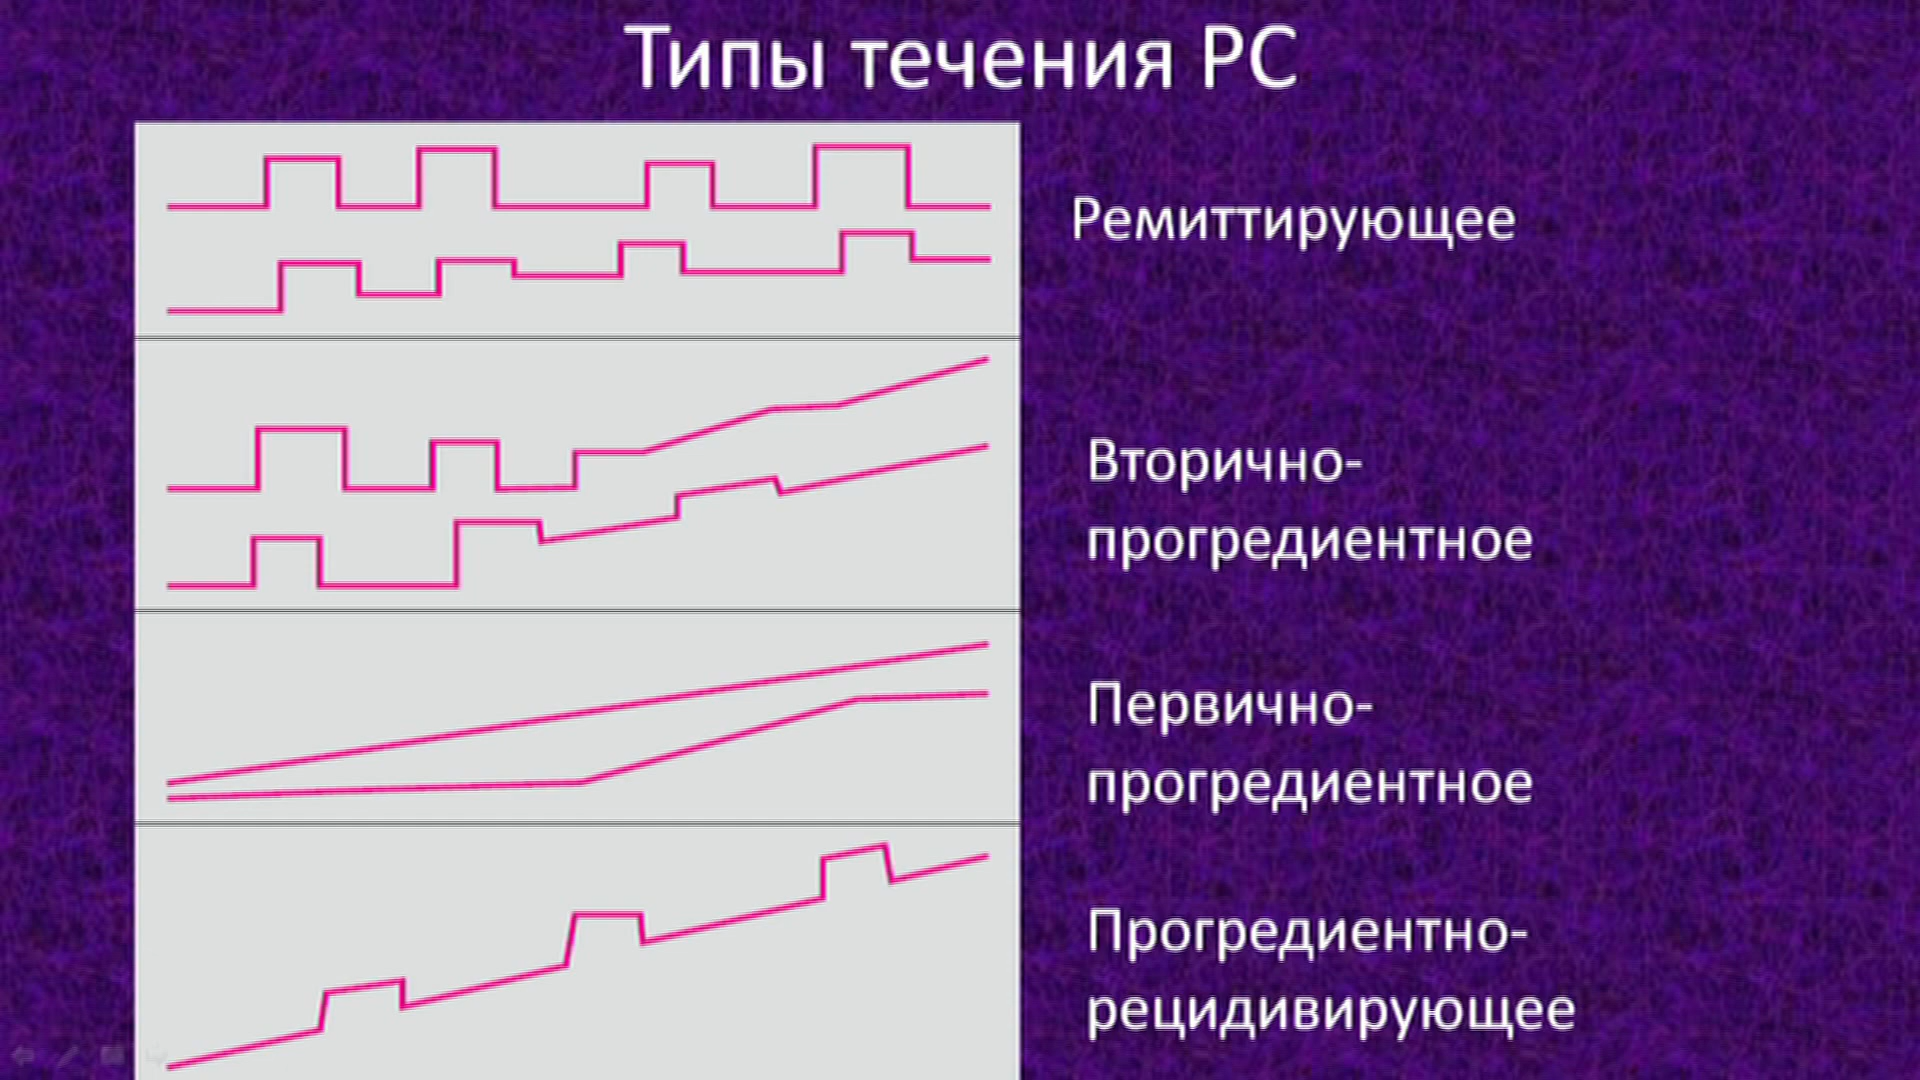 Типы течения РС
Ремиттирующее
Вторично-
прогредиентное
Первично-
прогредиентное
Прогредиентно-
рецидивирующее